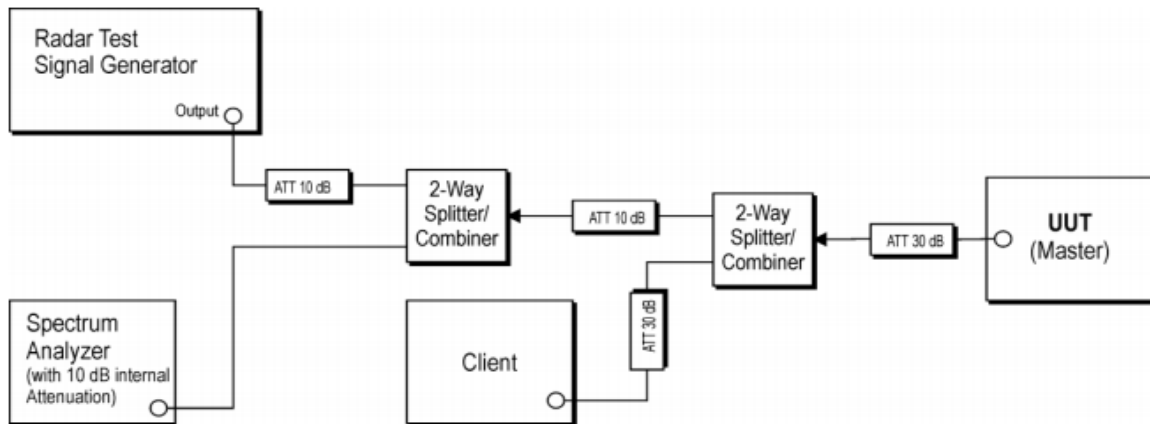 Radar Test
Signal Generator
Output
ATT 10 dB
2-Way
Splitter/
Combiner
ATT 10 dB
2-Way
Splitter/
Combiner
ATT 30 dB
UUT
(Master)
Spectrum
Analyzer
(with 10 dB internal
Attenuation)
Client
ATT 30 dB